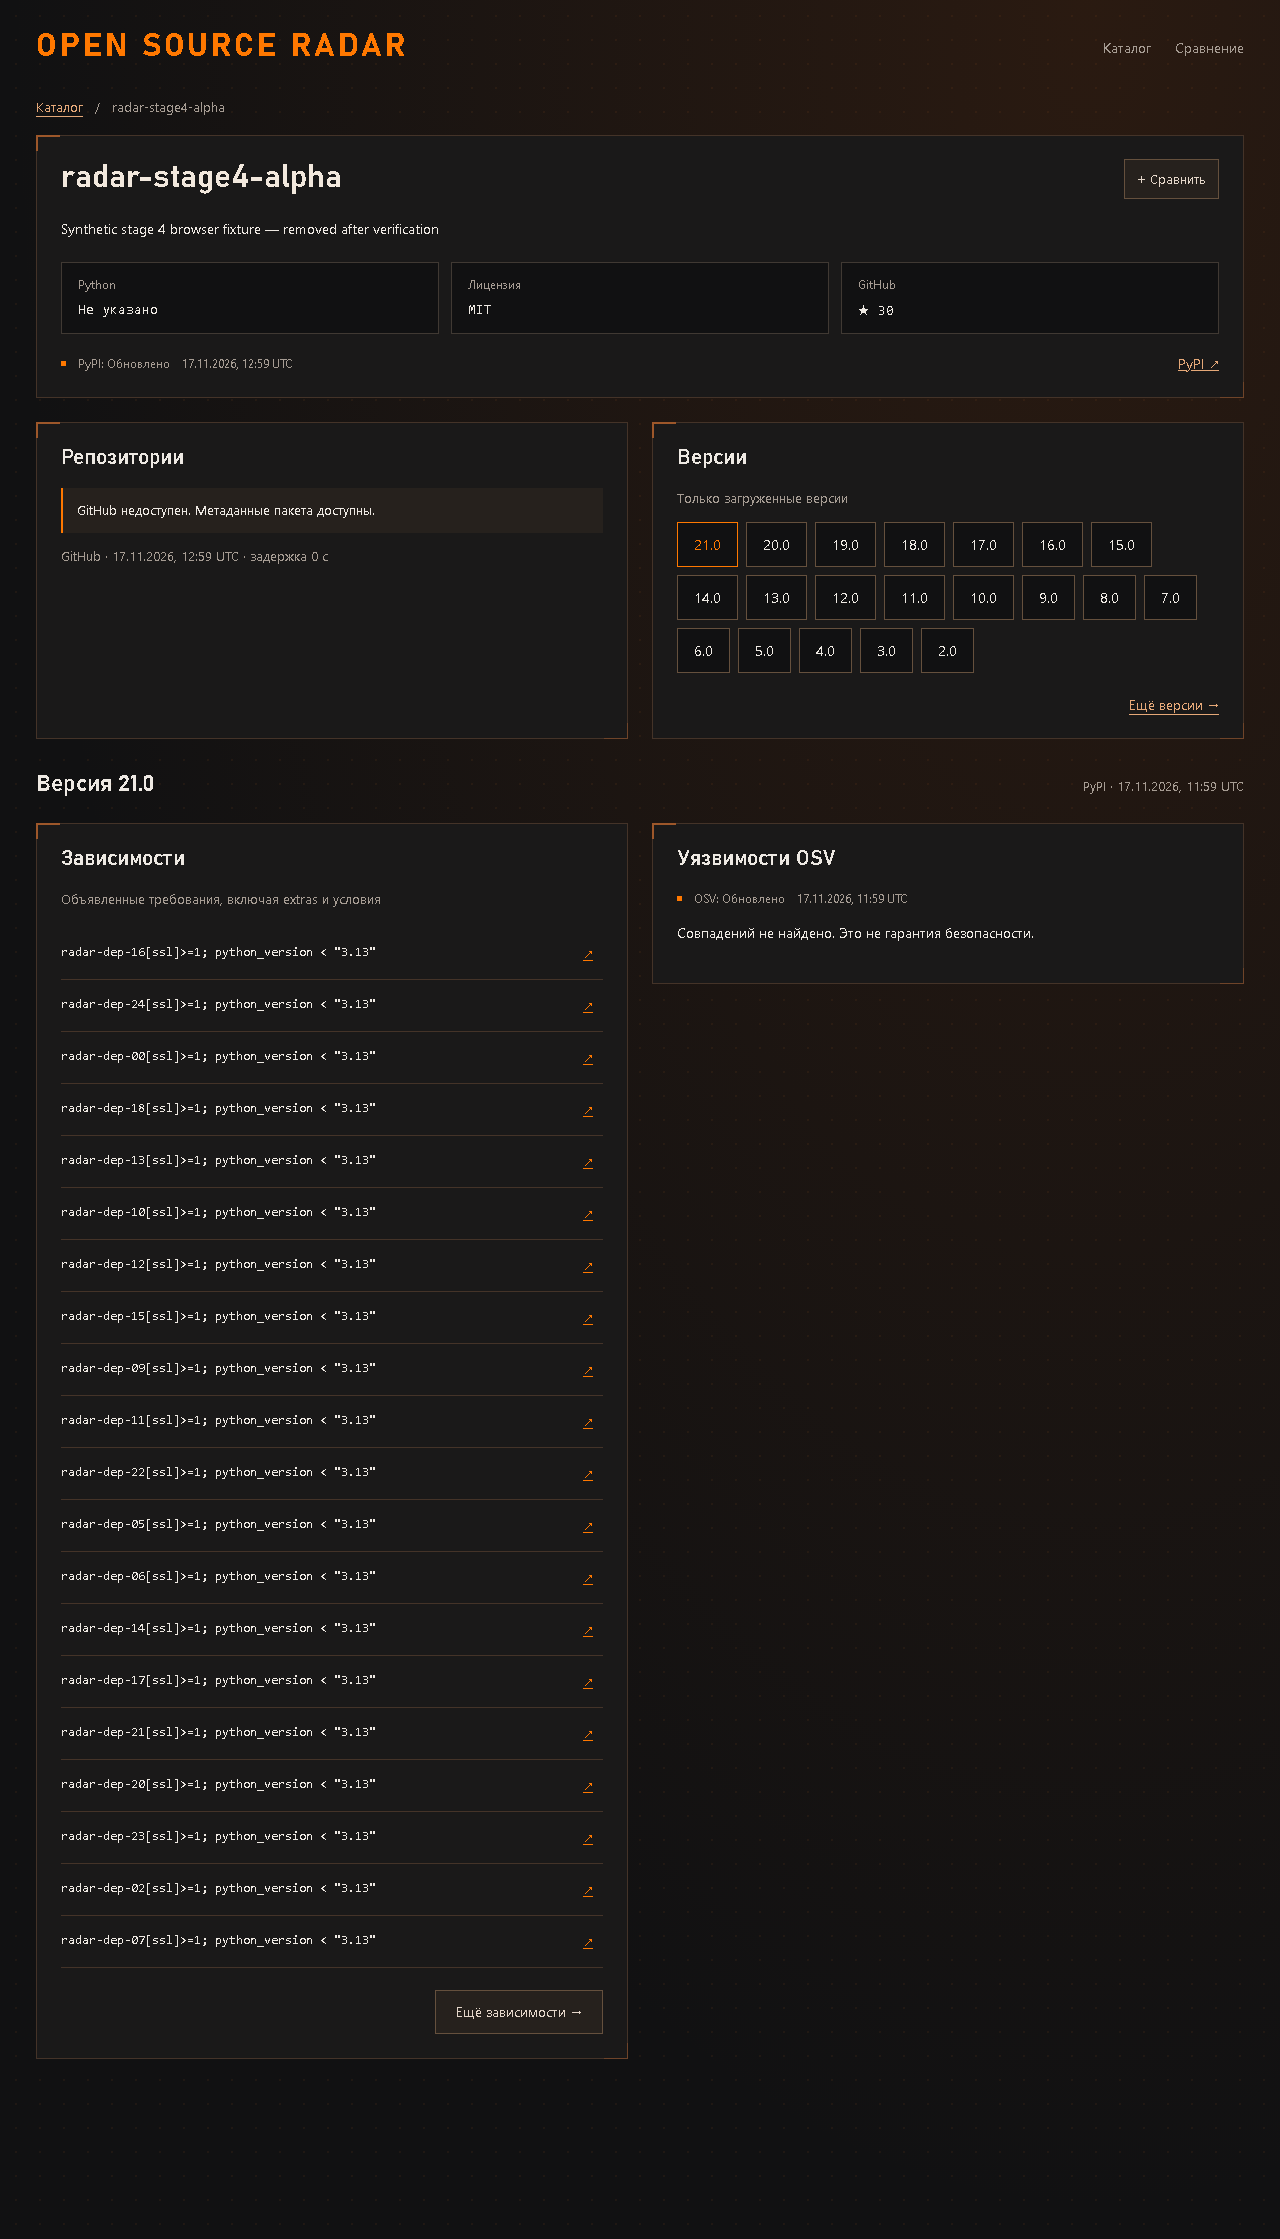 OPEN SOURCE RADAR
Каталог Сравнение
Каталог / radar-stage4-alpha
radar-stage4-alpha
+ Сравнить
Synthetic stage 4 browser fixture — removed after verification
Python
Не указано
Лицензия
MIT
GitHub
★ 30
PyPI: Обновлено 17.11.2026, 12:59 UTC
PyPI ↗
Репозитории
GitHub недоступен. Метаданные пакета доступны.
GitHub · 17.11.2026, 12:59 UTC · задержка 0 с
Версии
Только загруженные версии
21.0 20.0 19.0 18.0 17.0 16.0 15.0
14.0 13.0 12.0 11.0 10.0 9.0 8.0 7.0
6.0 5.0 4.0 3.0 2.0
Ещё версии →
Версия 21.0
PyPI · 17.11.2026, 11:59 UTC
Зависимости
Объявленные требования, включая extras и условия
radar-dep-16[ssl]>=1; python_version < "3.13" ↗
radar-dep-24[ssl]>=1; python_version < "3.13" ↗
radar-dep-00[ssl]>=1; python_version < "3.13" ↗
radar-dep-18[ssl]>=1; python_version < "3.13" ↗
radar-dep-13[ssl]>=1; python_version < "3.13" ↗
radar-dep-10[ssl]>=1; python_version < "3.13" ↗
radar-dep-12[ssl]>=1; python_version < "3.13" ↗
radar-dep-15[ssl]>=1; python_version < "3.13" ↗
radar-dep-09[ssl]>=1; python_version < "3.13" ↗
radar-dep-11[ssl]>=1; python_version < "3.13" ↗
radar-dep-22[ssl]>=1; python_version < "3.13" ↗
radar-dep-05[ssl]>=1; python_version < "3.13" ↗
radar-dep-06[ssl]>=1; python_version < "3.13" ↗
radar-dep-14[ssl]>=1; python_version < "3.13" ↗
radar-dep-17[ssl]>=1; python_version < "3.13" ↗
radar-dep-21[ssl]>=1; python_version < "3.13" ↗
radar-dep-20[ssl]>=1; python_version < "3.13" ↗
radar-dep-23[ssl]>=1; python_version < "3.13" ↗
radar-dep-02[ssl]>=1; python_version < "3.13" ↗
radar-dep-07[ssl]>=1; python_version < "3.13" ↗
Ещё зависимости →
Уязвимости OSV
OSV: Обновлено 17.11.2026, 11:59 UTC
Совпадений не найдено. Это не гарантия безопасности.